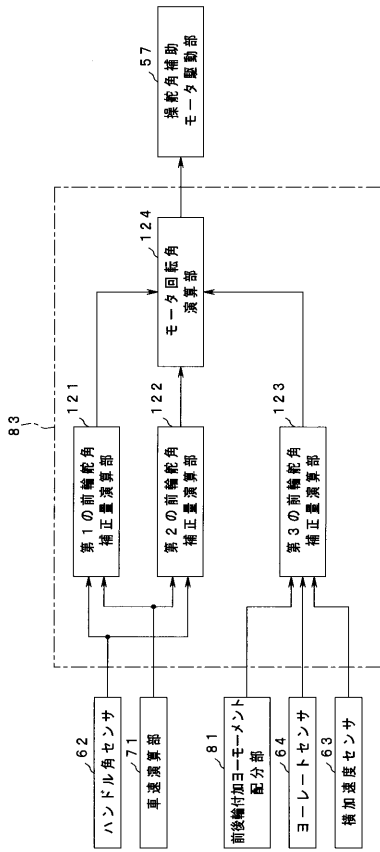 83
ハンドル角センサ
62
車速演算部
71
前後輪付加ヨーモーメント
配分部
81
ヨーレートセンサ
64
横加速度センサ
63
第1の前輪舵角
補正量演算部
121
第2の前輪舵角
補正量演算部
122
第3の前輪舵角
補正量演算部
123
モータ回転角
演算部
124
操舵角補助
モータ駆動部
57